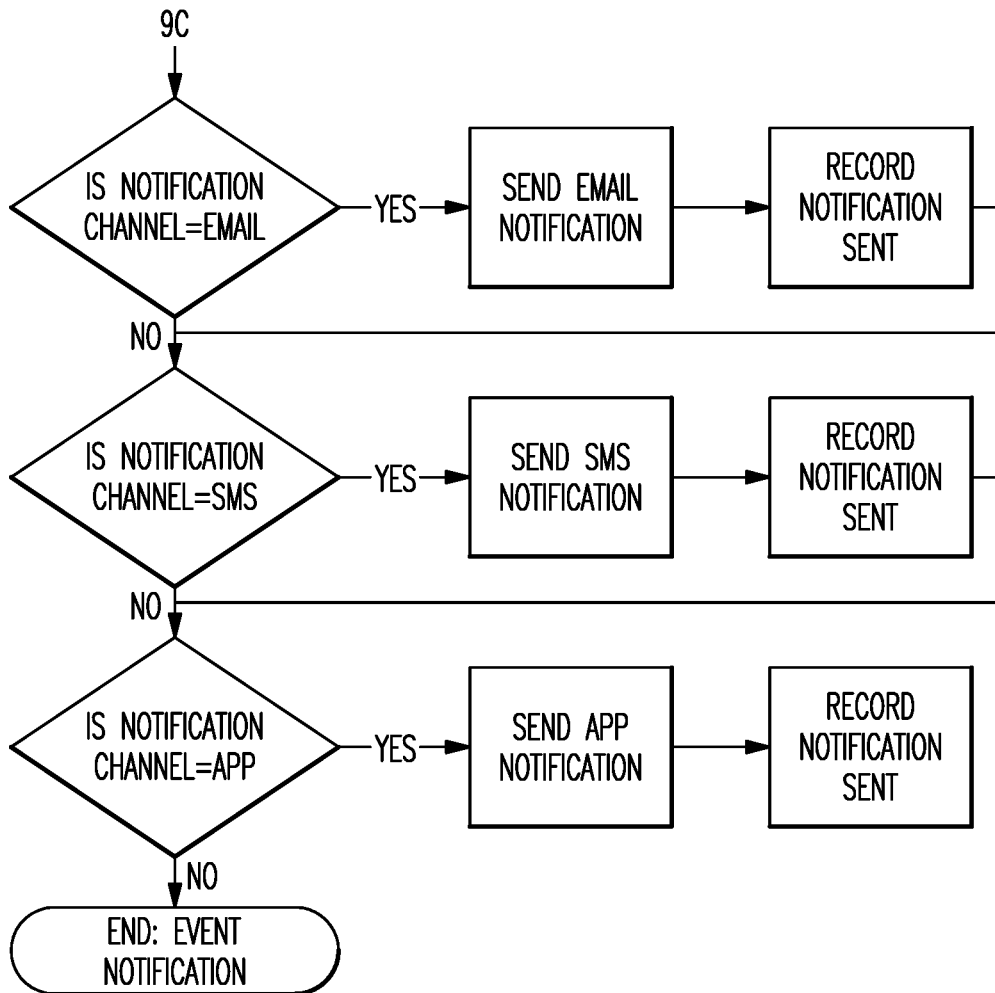 9C
IS NOTIFICATION
CHANNEL=EMAIL
YES
SEND EMAIL
NOTIFICATION
RECORD
NOTIFICATION
SENT
NO
IS NOTIFICATION
CHANNEL=SMS
YES
SEND SMS
NOTIFICATION
RECORD
NOTIFICATION
SENT
NO
IS NOTIFICATION
CHANNEL=APP
YES
SEND APP
NOTIFICATION
RECORD
NOTIFICATION
SENT
NO
END: EVENT
NOTIFICATION